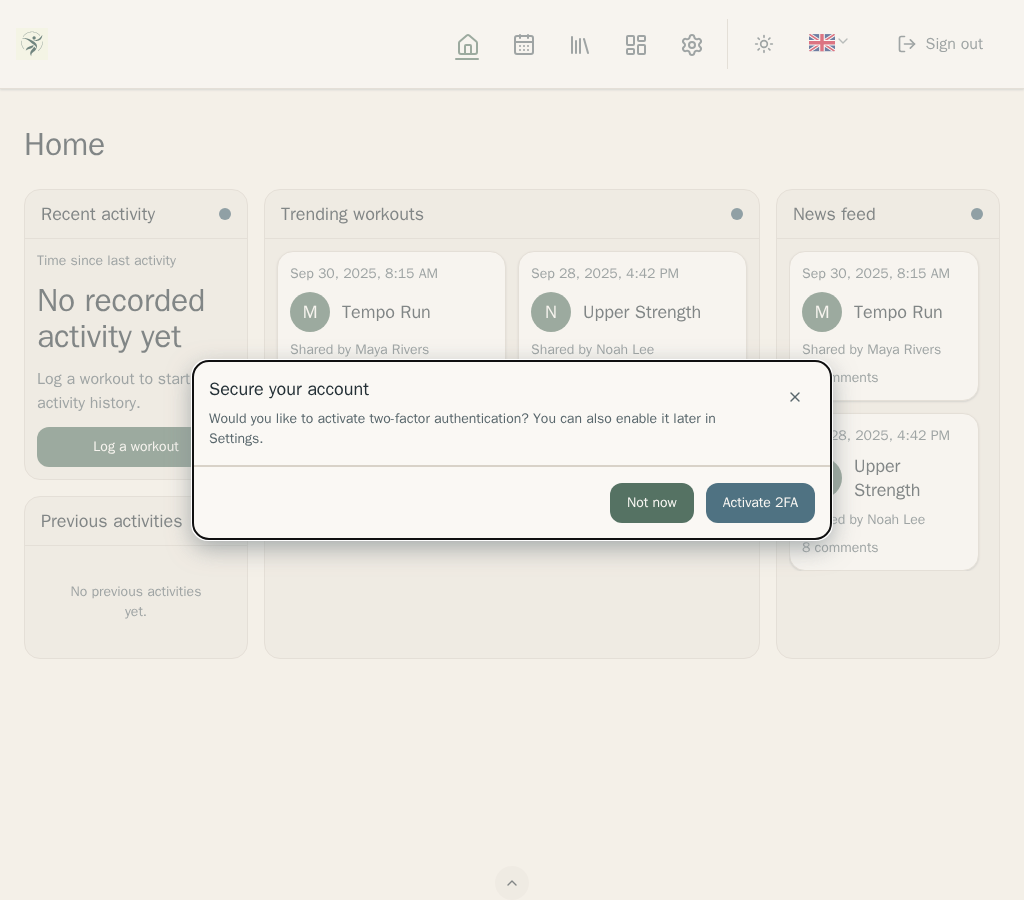 Sign out
Home
Recent activity
Time since last activity
No recorded
activity yet
Log a workout to start
activity history.
Log a workout
Previous activities
No previous activities
yet.
Trending workouts
Sep 30, 2025, 8:15 AM
M
Tempo Run
Shared by Maya Rivers
Sep 28, 2025, 4:42 PM
N
Upper Strength
Shared by Noah Lee
News feed
Sep 30, 2025, 8:15 AM
M
Tempo Run
Shared by Maya Rivers
28, 2025, 4:42 PM
Upper
Strength
by Noah Lee
8 comments
Secure your account
Would you like to activate two-factor authentication? You can also enable it later in
Settings.
Not now
Activate 2FA